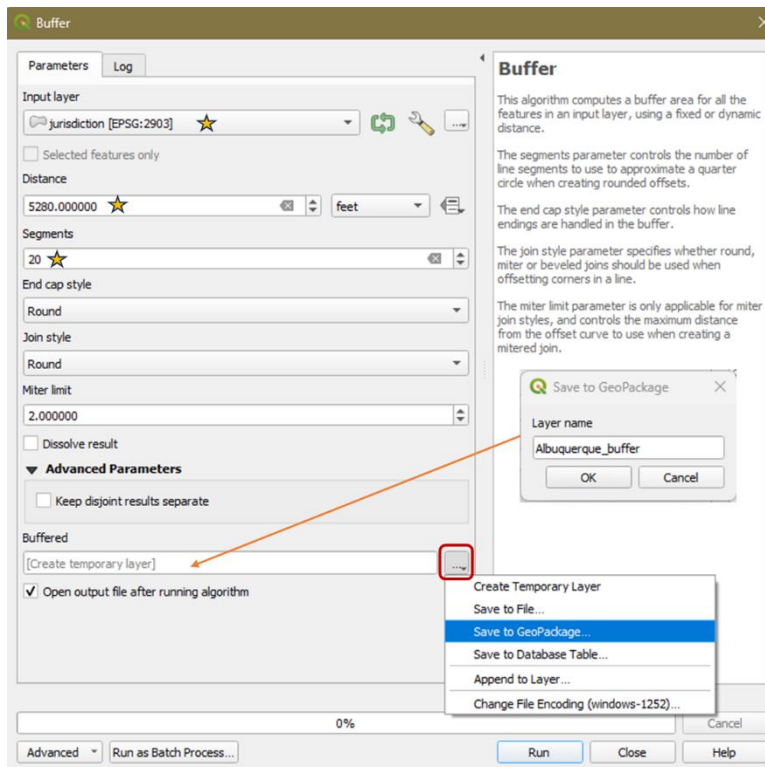 Buffer
Parameters
Log
Input layer
jurisdiction [EPSG:2903]
...
Selected features only
Distance
5280.000000
feet
Segments
20
End cap style
Round
Join style
Round
Miter limit
2.000000
Dissolve result
Advanced Parameters
Keep disjoint results separate
Buffered
[Create temporary layer]
...
Open output file after running algorithm
Buffer
This algorithm computes a buffer area for all the
features in an input layer, using a fixed or dynamic
distance.
The segments parameter controls the number of
line segments to use to approximate a quarter
circle when creating rounded offsets.
The end cap style parameter controls how line
endings are handled in the buffer.
The join style parameter specifies whether round,
miter or beveled joins should be used when
offsetting corners in a line.
The miter limit parameter is only applicable for miter
join styles, and controls the maximum distance
from the offset curve to use when creating a
mitered join.
Save to GeoPackage
Layer name
Albuquerque_buffer
OK
Cancel
Create Temporary Layer
Save to File...
Save to GeoPackage...
Save to Database Table...
Append to Layer...
Change File Encoding (windows-1252)...
0%
Cancel
Advanced
Run as Batch Process...
Run
Close
Help